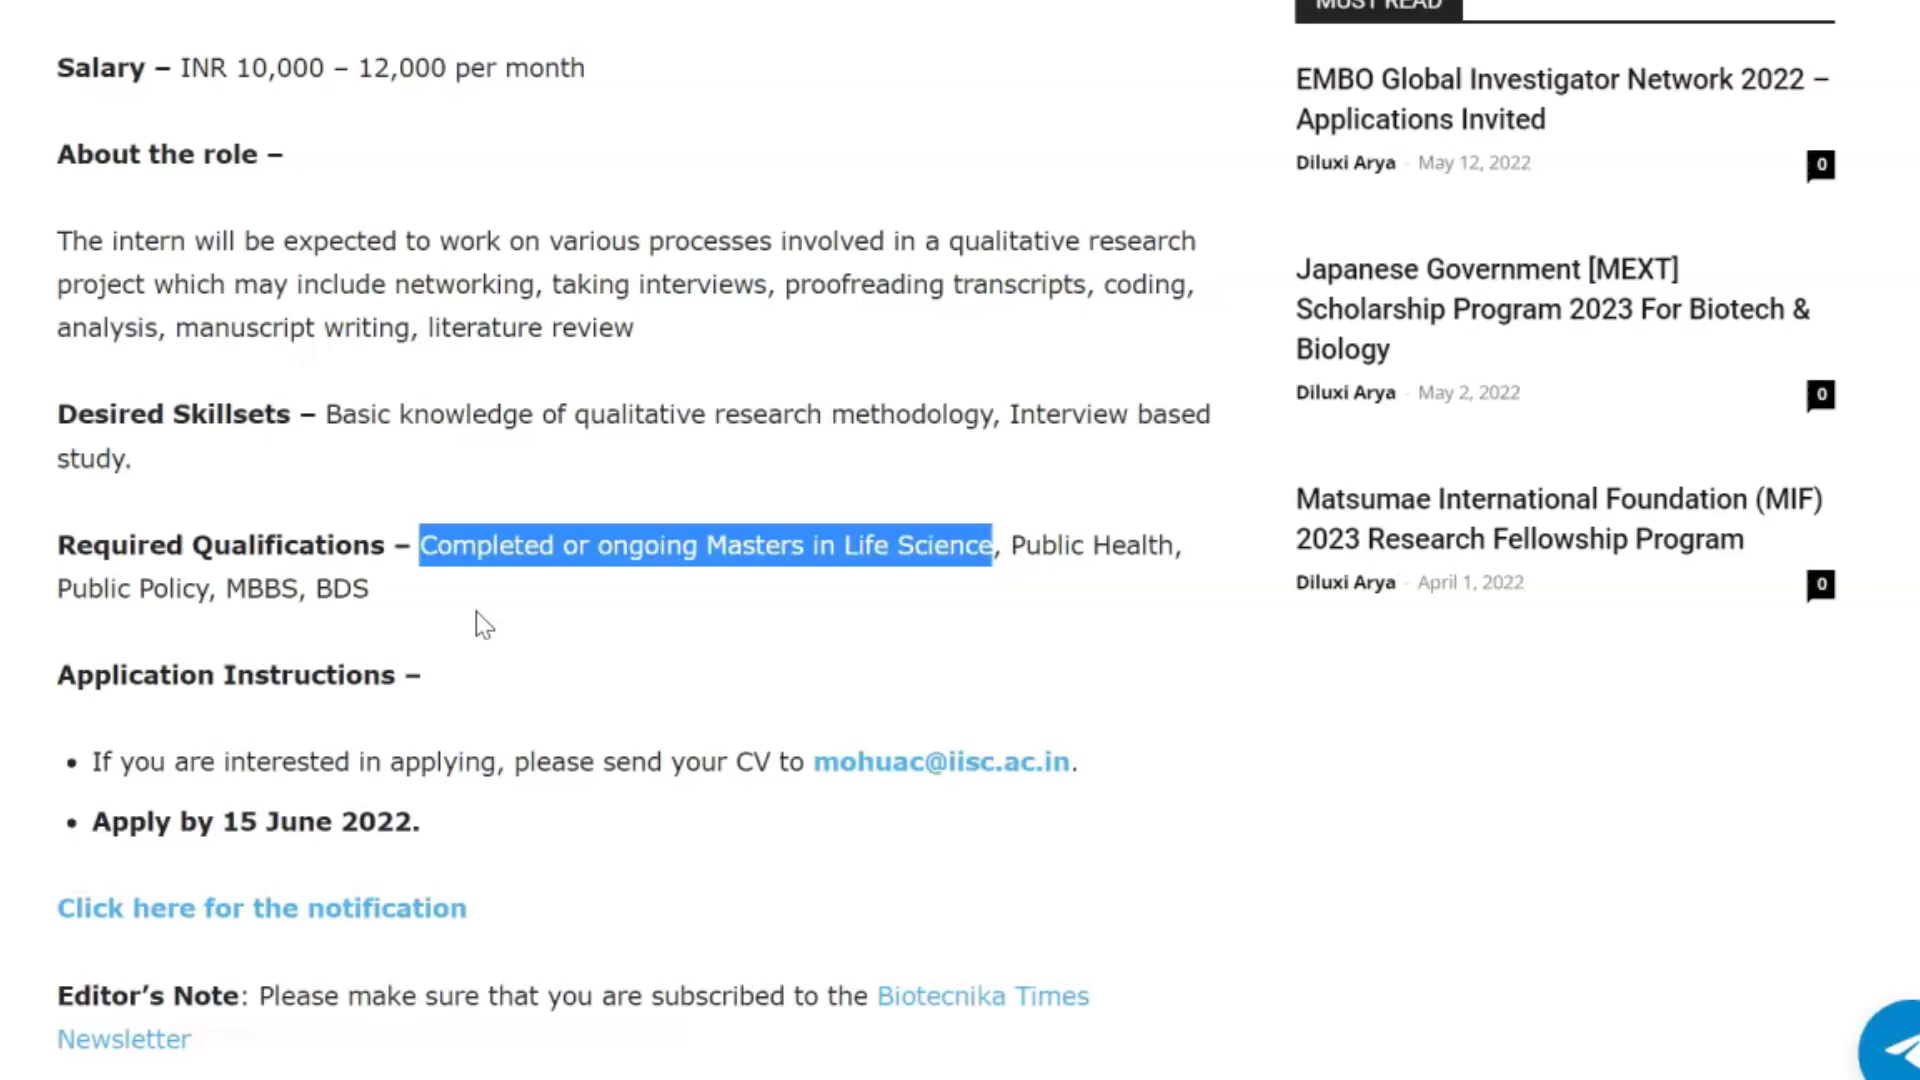 Salary – INR 10,000 – 12,000 per month
About the role –
The intern will be expected to work on various processes involved in a qualitative research
project which may include networking, taking interviews, proofreading transcripts, coding,
analysis, manuscript writing, literature review
Desired Skillsets – Basic knowledge of qualitative research methodology, Interview based
study.
Required Qualifications – Completed or ongoing Masters in Life Science, Public Health,
Public Policy, MBBS, BDS
Application Instructions –
• If you are interested in applying, please send your CV to mohuac@iisc.ac.in.
• Apply by 15 June 2022.
Click here for the notification
Editor’s Note: Please make sure that you are subscribed to the Biotecnika Times
Newsletter
MUST READ
EMBO Global Investigator Network 2022 –
Applications Invited
Diluxi Arya - May 12, 2022
0
Japanese Government [MEXT]
Scholarship Program 2023 For Biotech &
Biology
Diluxi Arya - May 2, 2022
0
Matsumae International Foundation (MIF)
2023 Research Fellowship Program
Diluxi Arya - April 1, 2022
0